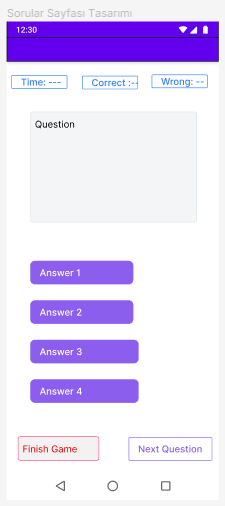 Sorular Sayfası Tasarımı
12:30
Time: ---
Correct :--
Wrong: --
Question
Answer 1
Answer 2
Answer 3
Answer 4
Finish Game
Next Question